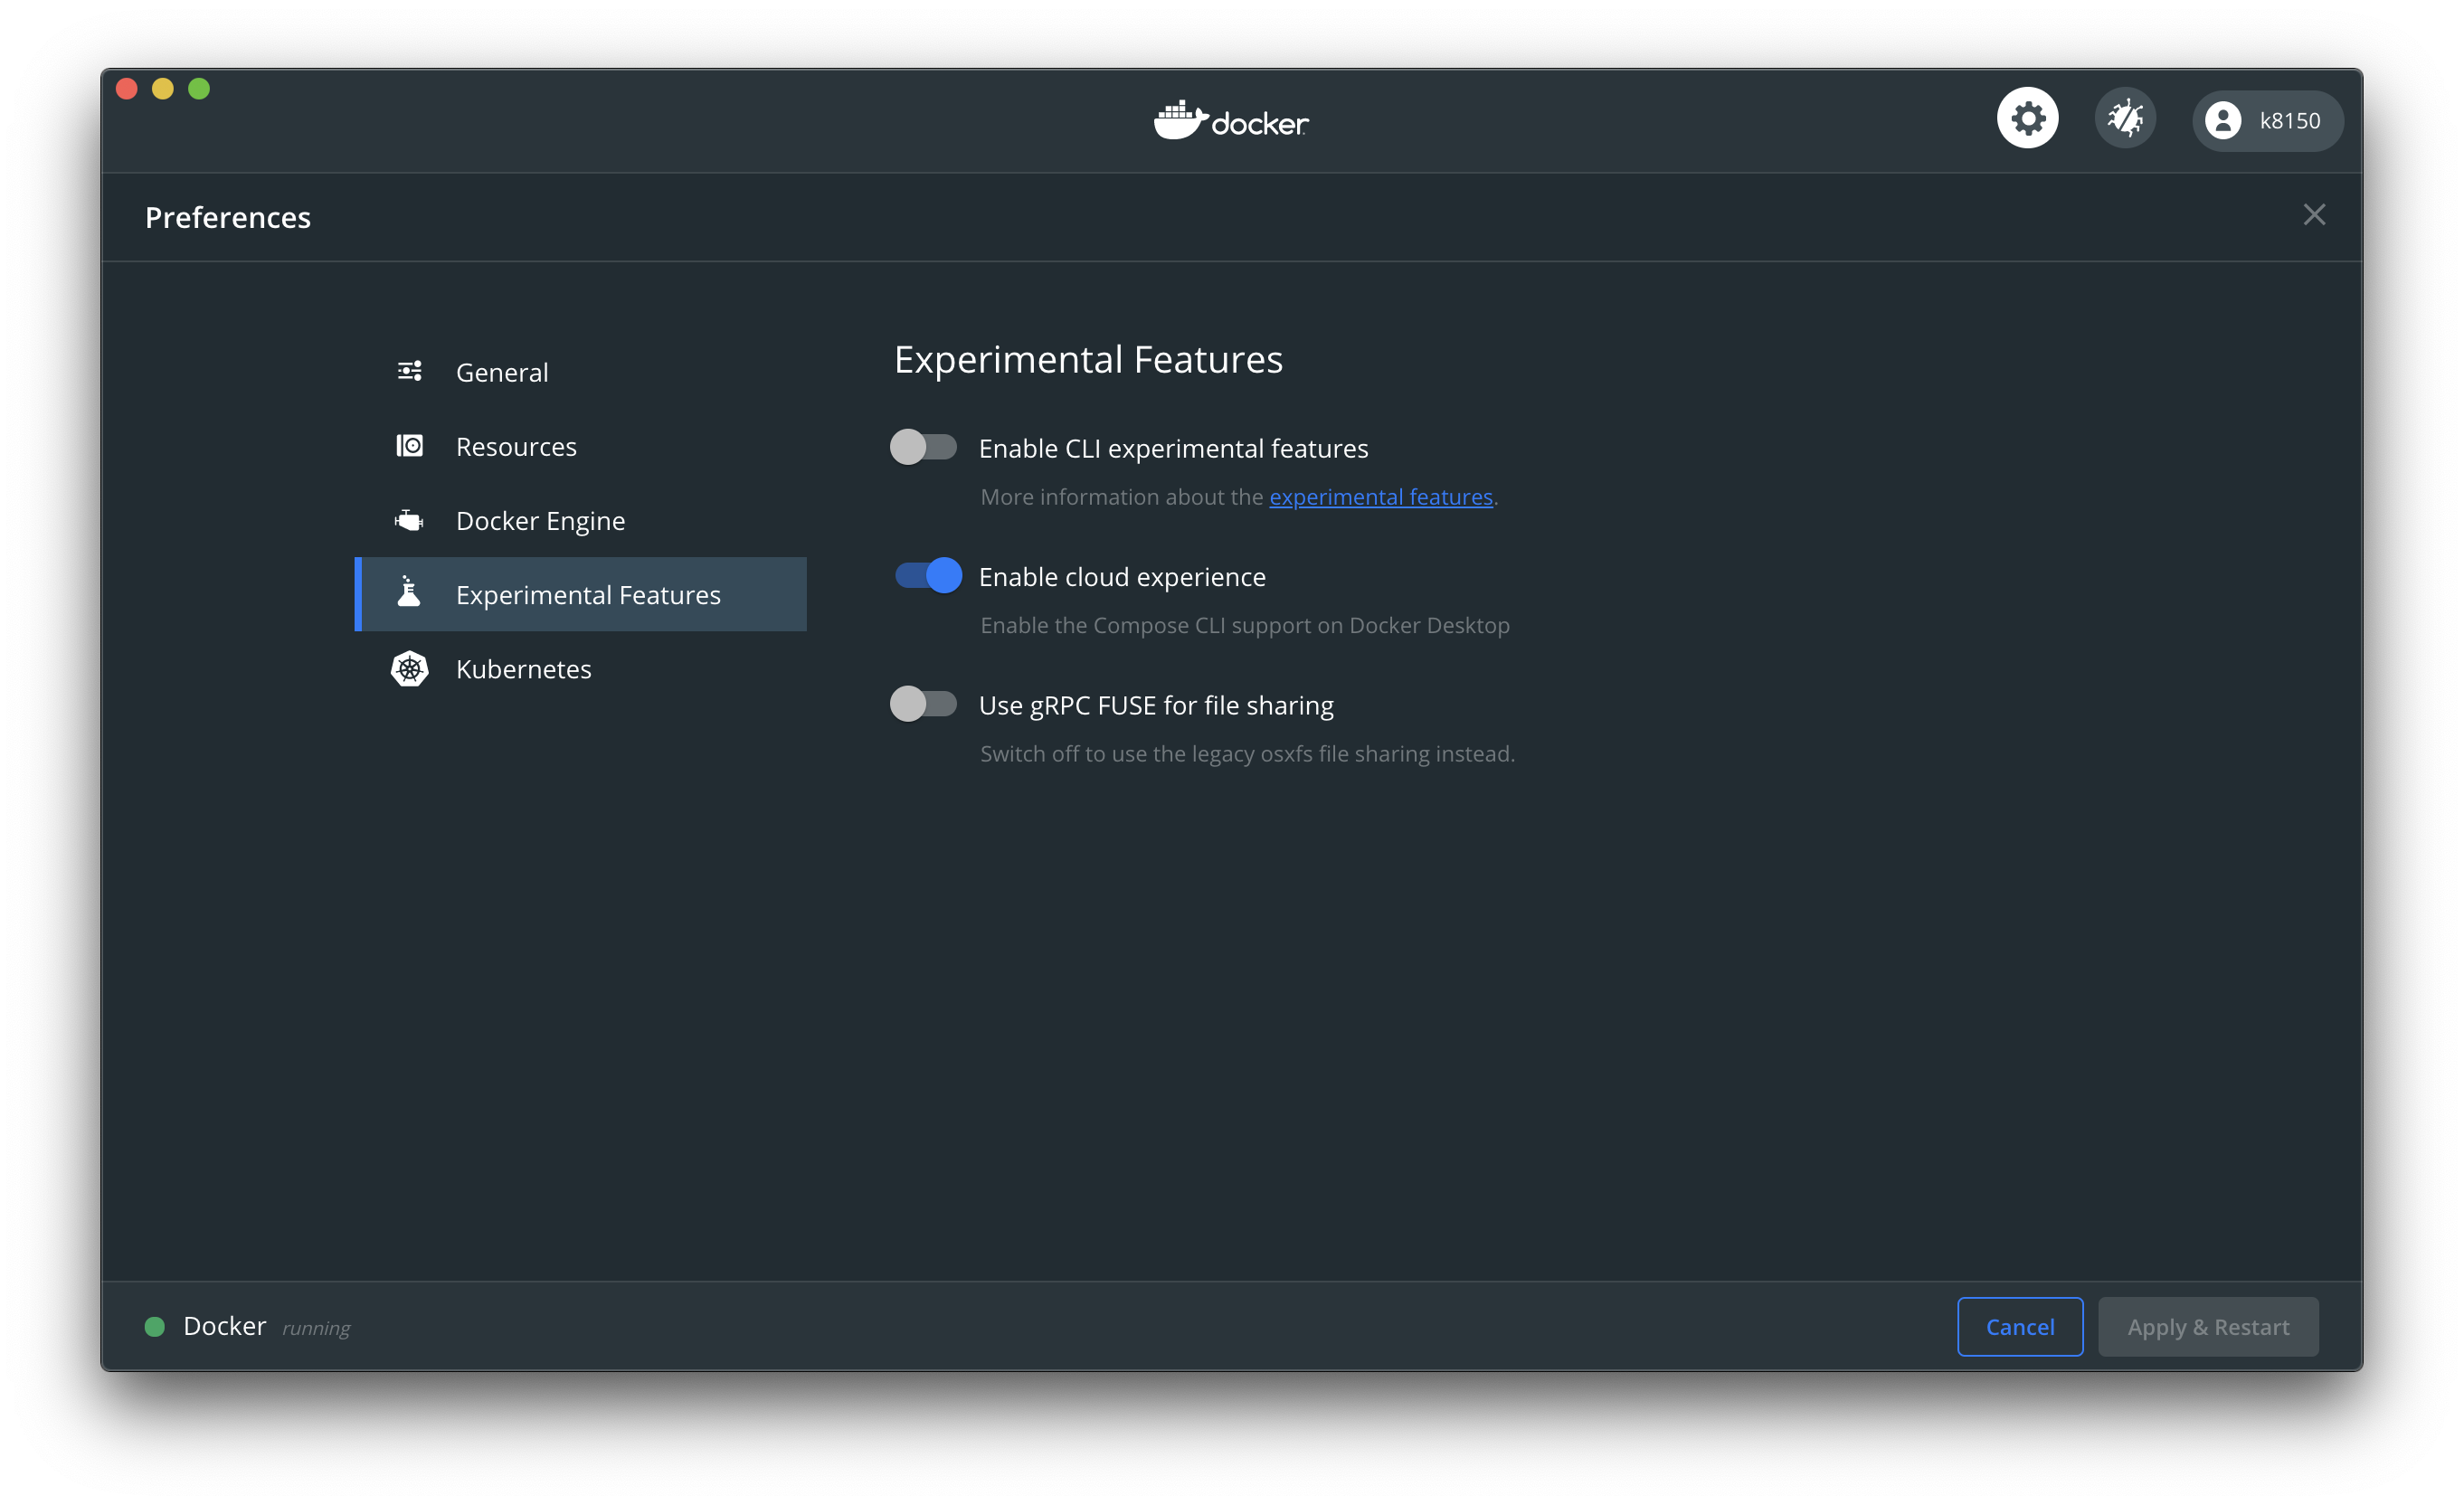 docker
k8150
Preferences
General
Resources
Docker Engine
Experimental Features
Kubernetes
Experimental Features
Enable CLI experimental features
More information about the experimental features.
Enable cloud experience
Enable the Compose CLI support on Docker Desktop
Use gRPC FUSE for file sharing
Switch off to use the legacy osxfs file sharing instead.
Docker running
Cancel
Apply & Restart